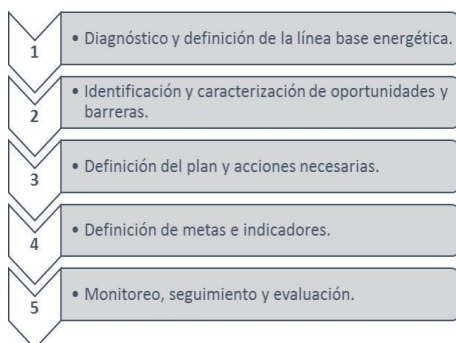 1
• Diagnóstico y definición de la línea base energética.
2
• Identificación y caracterización de oportunidades y
barreras.
3
• Definición del plan y acciones necesarias.
4
• Definición de metas e indicadores.
5
• Monitoreo, seguimiento y evaluación.